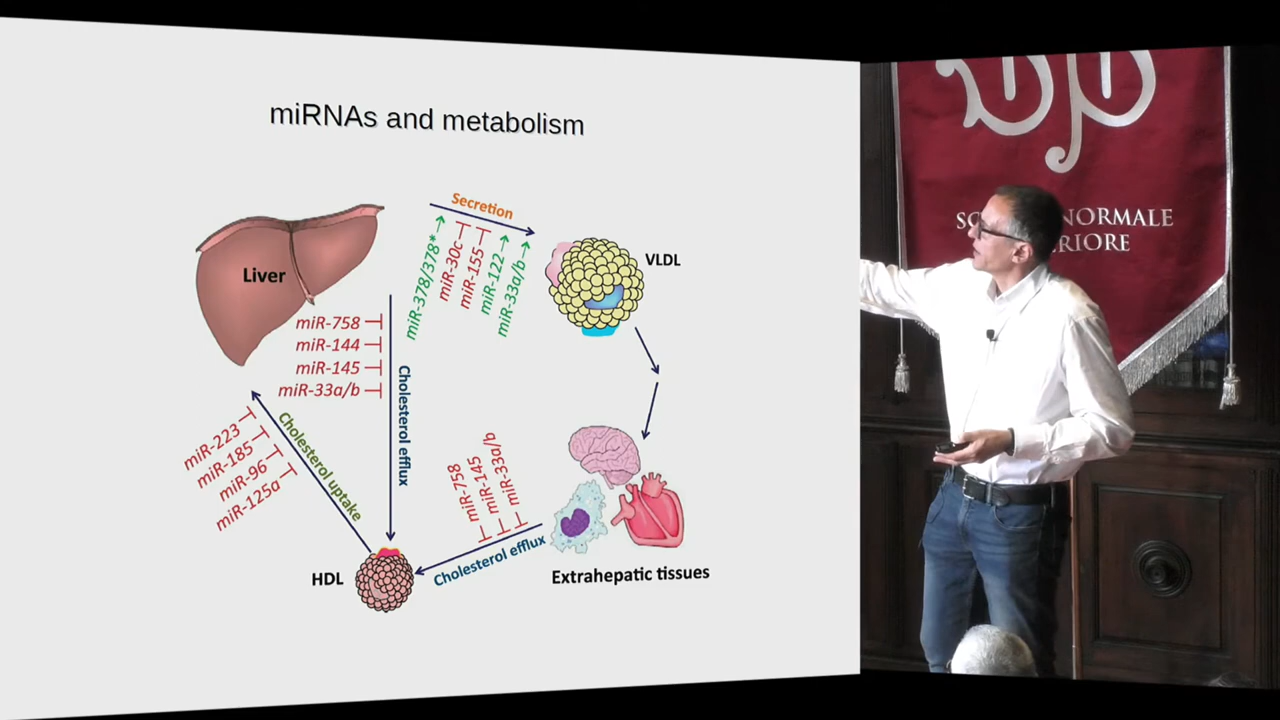 miRNAs and metabolism
Secretion
miR-378/378*
miR-30c
miR-155
miR-122
miR-33a/b
VLDL
Liver
miR-758
miR-144
miR-145
miR-33a/b
Cholesterol efflux
miR-223
miR-185
miR-96
miR-125a
Cholesterol uptake
miR-758
miR-145
miR-33a/b
Cholesterol efflux
HDL
Extrahepatic tissues
NORMALE